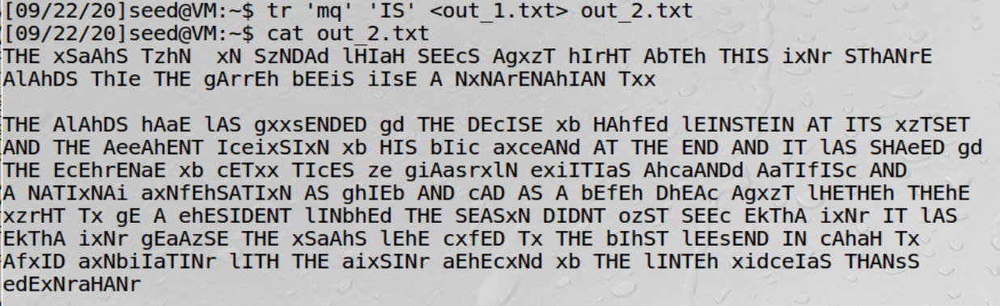 [09/22/20]seed@VM:~$ tr 'mq' 'IS' <out_1.txt> out_2.txt
[09/22/20]seed@VM:~$ cat out_2.txt
THE xSaAhS TzhN  xN SzNDAd lHIaH SEEcS AgxzT hIrHT AbTEh THIS ixNr SThANrE
AlAhDS ThIe THE gArrEh bEEiS iIsE A NxNArENAhIAN Txx

THE AlAhDS hAaE lAS gxxsENDED gd THE DEcISE xb HAhfEd lEINSTEIN AT ITS xzTSET
AND THE AeeAhENT IceixSIxN xb HIS bIic axceANd AT THE END AND IT lAS SHAeED gd
THE EcEhrENaE xb cETxx TIcES ze giAasrxlN exiITIaS AhcaANDd AaTIfISc AND
A NATIxNAi axNfEhSATIxN AS ghIEb AND cAD AS A bEfEh DhEAc AgxzT lHETHEh THEhE
xzrHT Tx gE A ehESIDENT lINbhEd THE SEASxN DIDNT ozST SEEc EkThA ixNr IT lAS
EkThA ixNr gEaAzSE THE xSaAhS lEhE cxfED Tx THE bIhST lEEsEND IN cAhaH Tx
AfxID axNbiIaTINr lITH THE aixSINr aEhEcxNd xb THE lINTEh xidceIaS THANsS
edExNraHANr